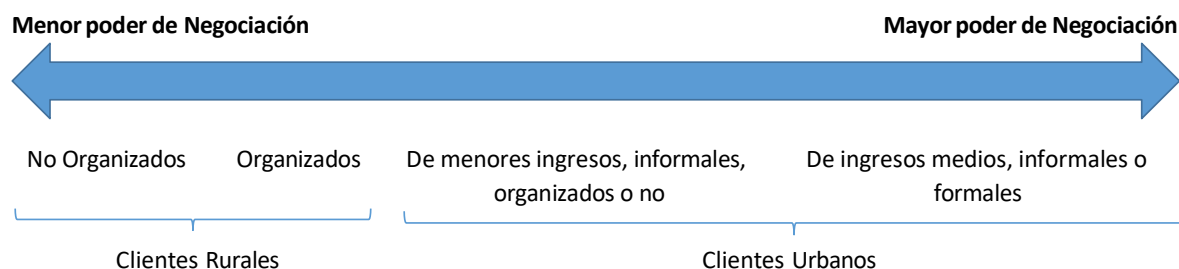 Menor poder de Negociación
Mayor poder de Negociación
No Organizados
Organizados
De menores ingresos, informales,
organizados o no
De ingresos medios, informales o
formales
Clientes Rurales
Clientes Urbanos